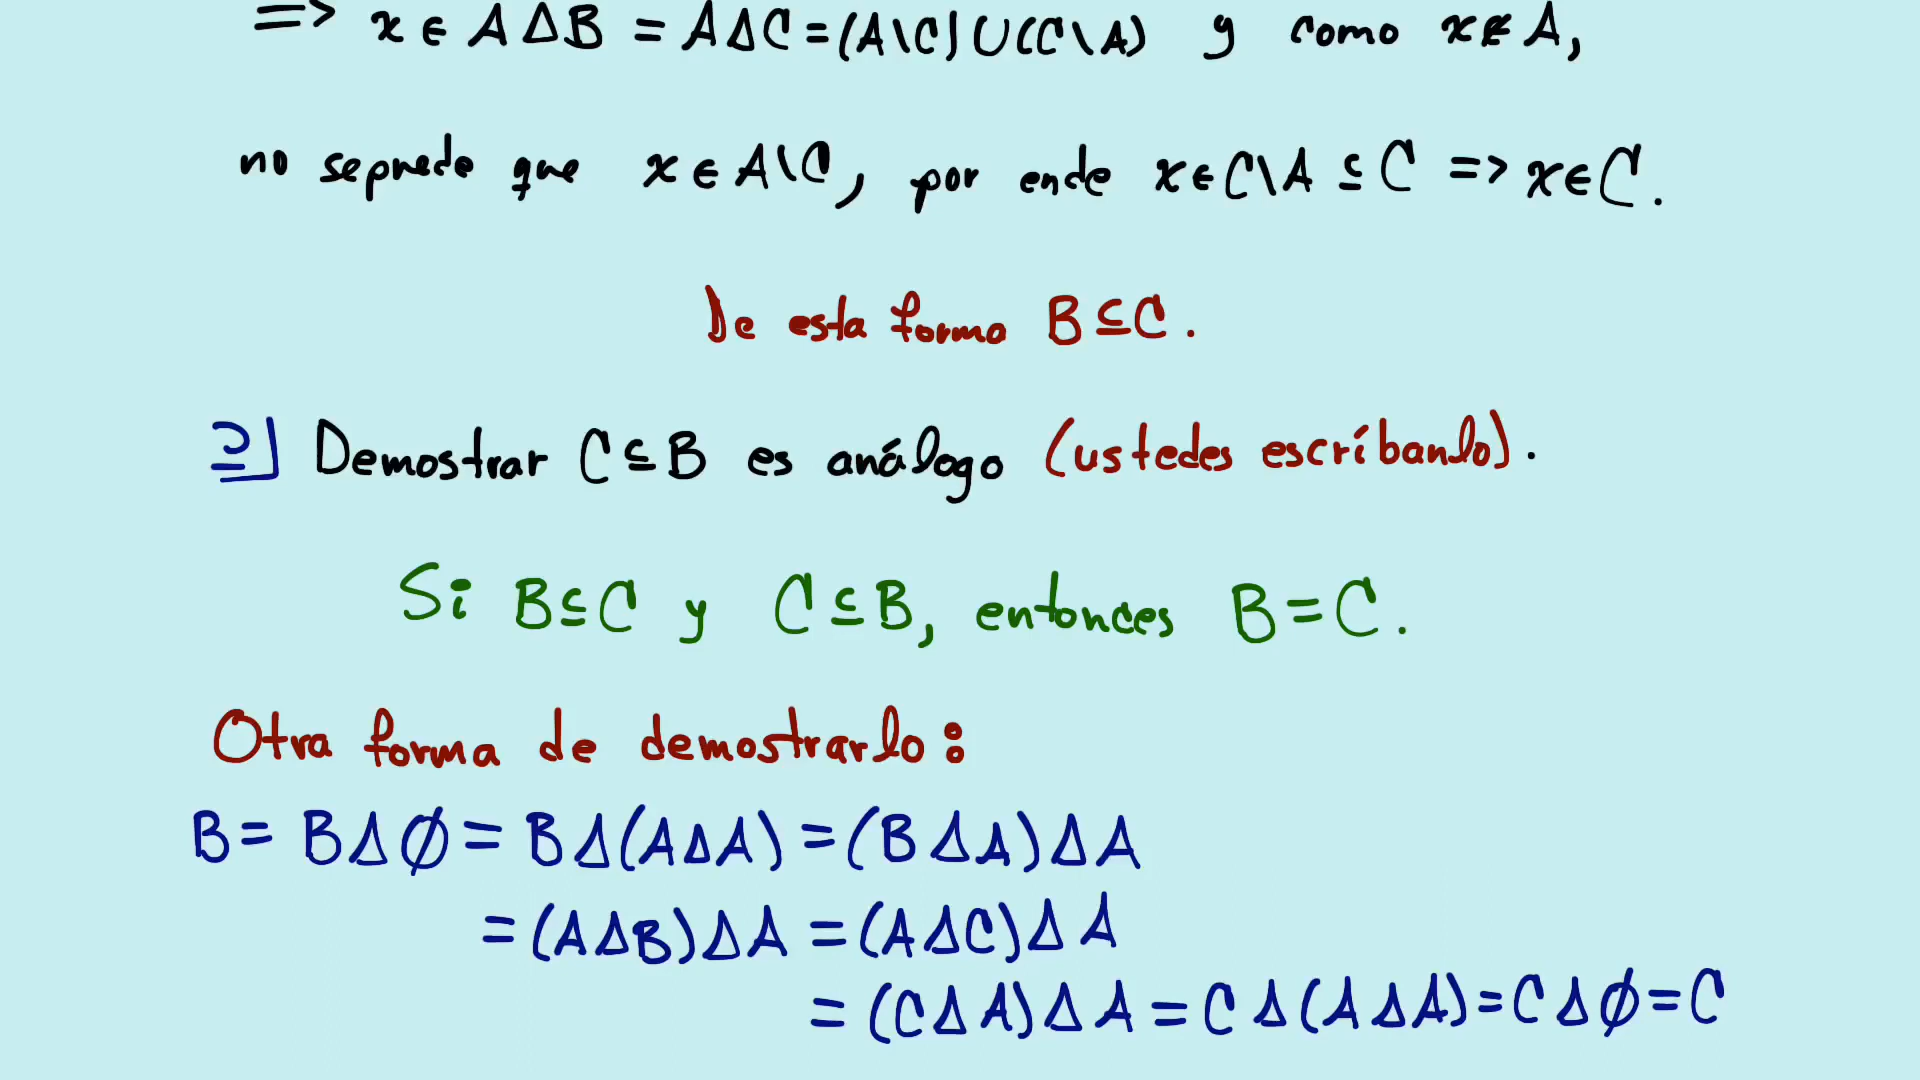 => x ∈ A Δ B = A Δ C = (A\C) ∪ (C\A) y como x ∉ A,
no se puede que x ∈ A\C, por ende x ∈ C\A ⊆ C => x ∈ C.
De esta forma B ⊆ C.
⊇] Demostrar C ⊆ B es análogo (ustedes escríbanlo).
Si B ⊆ C y C ⊆ B, entonces B = C.
Otra forma de demostrarlo:
B = B Δ ∅ = B Δ (A Δ A) = (B Δ A) Δ A
= (A Δ B) Δ A = (A Δ C) Δ A
= (C Δ A) Δ A = C Δ (A Δ A) = C Δ ∅ = C